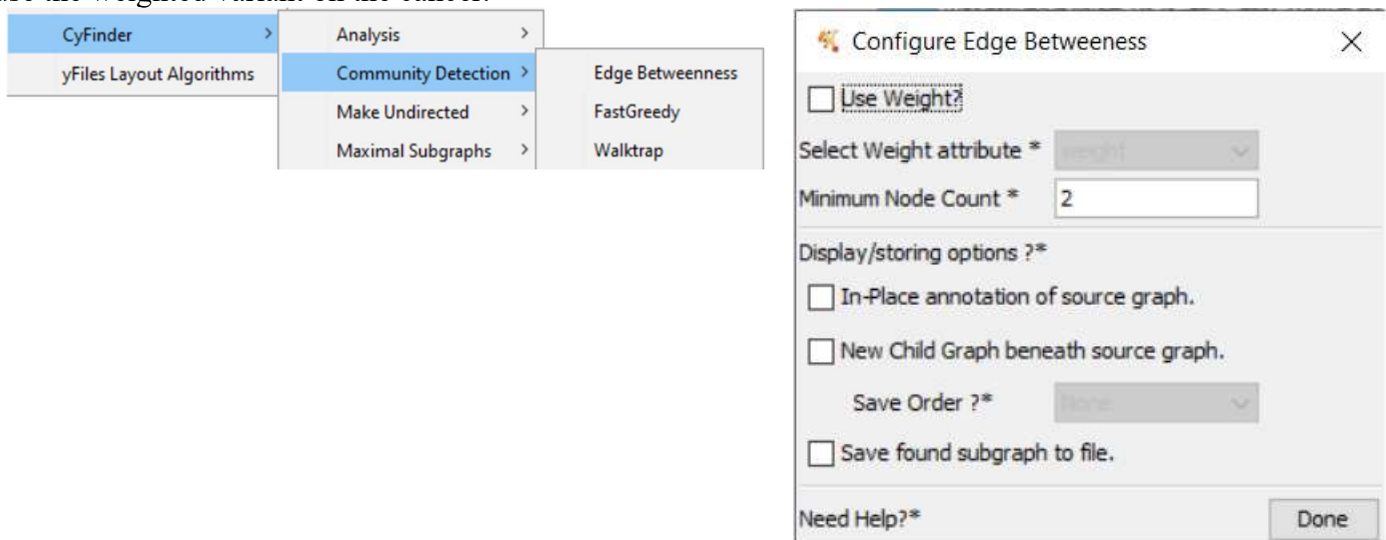 CyFinder >
yFiles Layout Algorithms
Analysis >
Community Detection >
Make Undirected >
Maximal Subgraphs >
Edge Betweenness
FastGreedy
Walktrap
Configure Edge Betweeness
Use Weight?
Select Weight attribute * weight
Minimum Node Count * 2
Display/storing options ?*
In-Place annotation of source graph.
New Child Graph beneath source graph.
Save Order ?* None
Save found subgraph to file.
Need Help?* Done